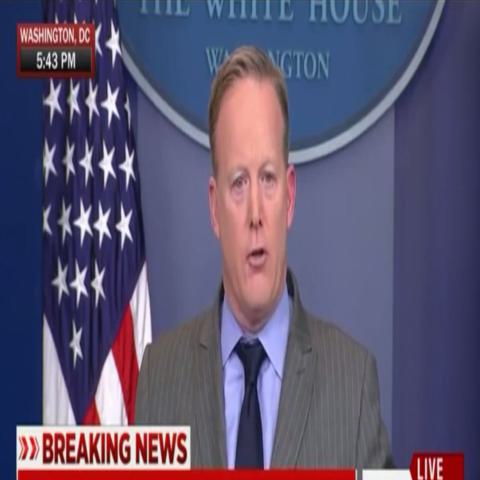 THE WHITE HOUSE
WASHINGTON, DC
5:43 PM
WASHINGTON
BREAKING NEWS
LIVE